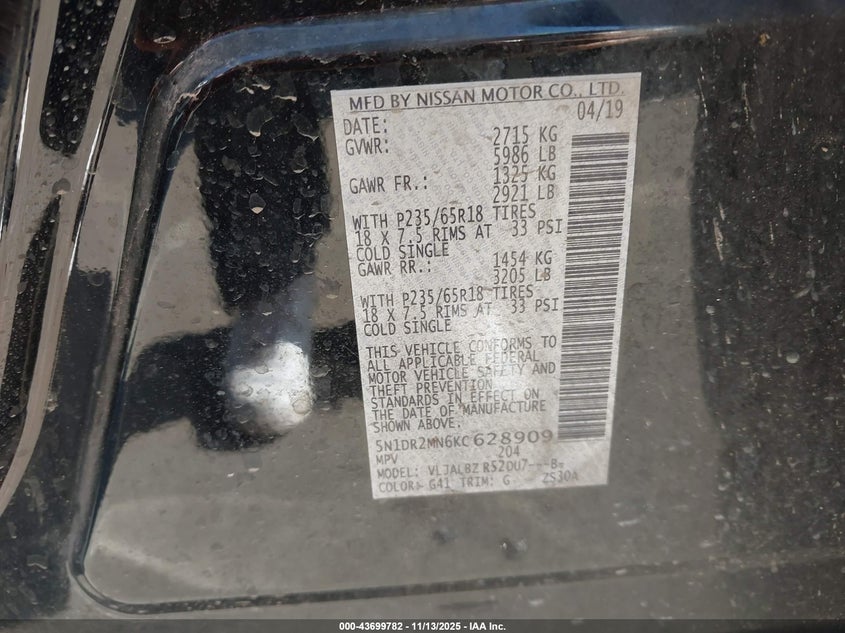 MFD BY NISSAN MOTOR CO., LTD.
DATE: 04/19
GVWR: 2715 KG
5986 LB
GAWR FR.: 1325 KG
2921 LB
WITH P235/65R18 TIRES
18 X 7.5 RIMS AT 33 PSI
COLD SINGLE
GAWR RR.: 1454 KG
3205 LB
WITH P235/65R18 TIRES
18 X 7.5 RIMS AT 33 PSI
COLD SINGLE
THIS VEHICLE CONFORMS TO
ALL APPLICABLE FEDERAL
MOTOR VEHICLE SAFETY AND
THEFT PREVENTION
STANDARDS IN EFFECT ON
THE DATE OF MANUFACTURE
SHOWN ABOVE.
5N1DR2MN6KC628909
MPV 204
MODEL: VLJALBZ R52DU7---B-
COLOR: G41 TRIM: G ZS30A
000-43699782 - 11/13/2025 - IAA Inc.